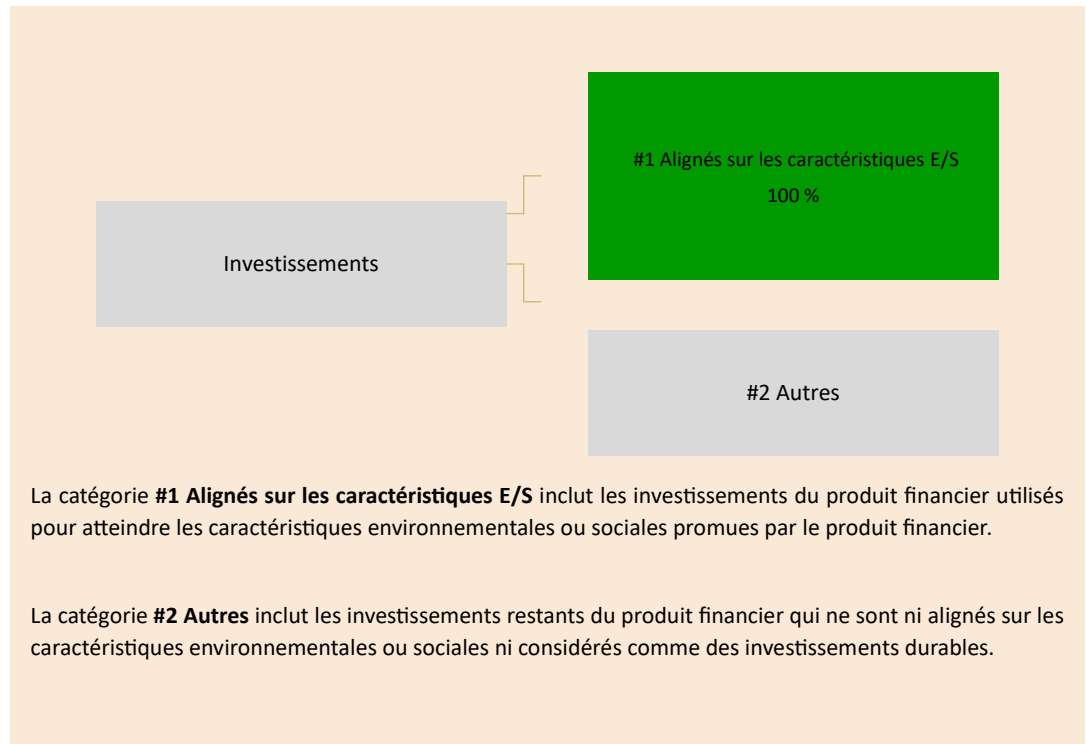 #1 Alignés sur les caractéristiques E/S
100 %
Investissements
#2 Autres
La catégorie #1 Alignés sur les caractéristiques E/S inclut les investissements du produit financier utilisés
pour atteindre les caractéristiques environnementales ou sociales promues par le produit financier.
La catégorie #2 Autres inclut les investissements restants du produit financier qui ne sont ni alignés sur les
caractéristiques environnementales ou sociales ni considérés comme des investissements durables.